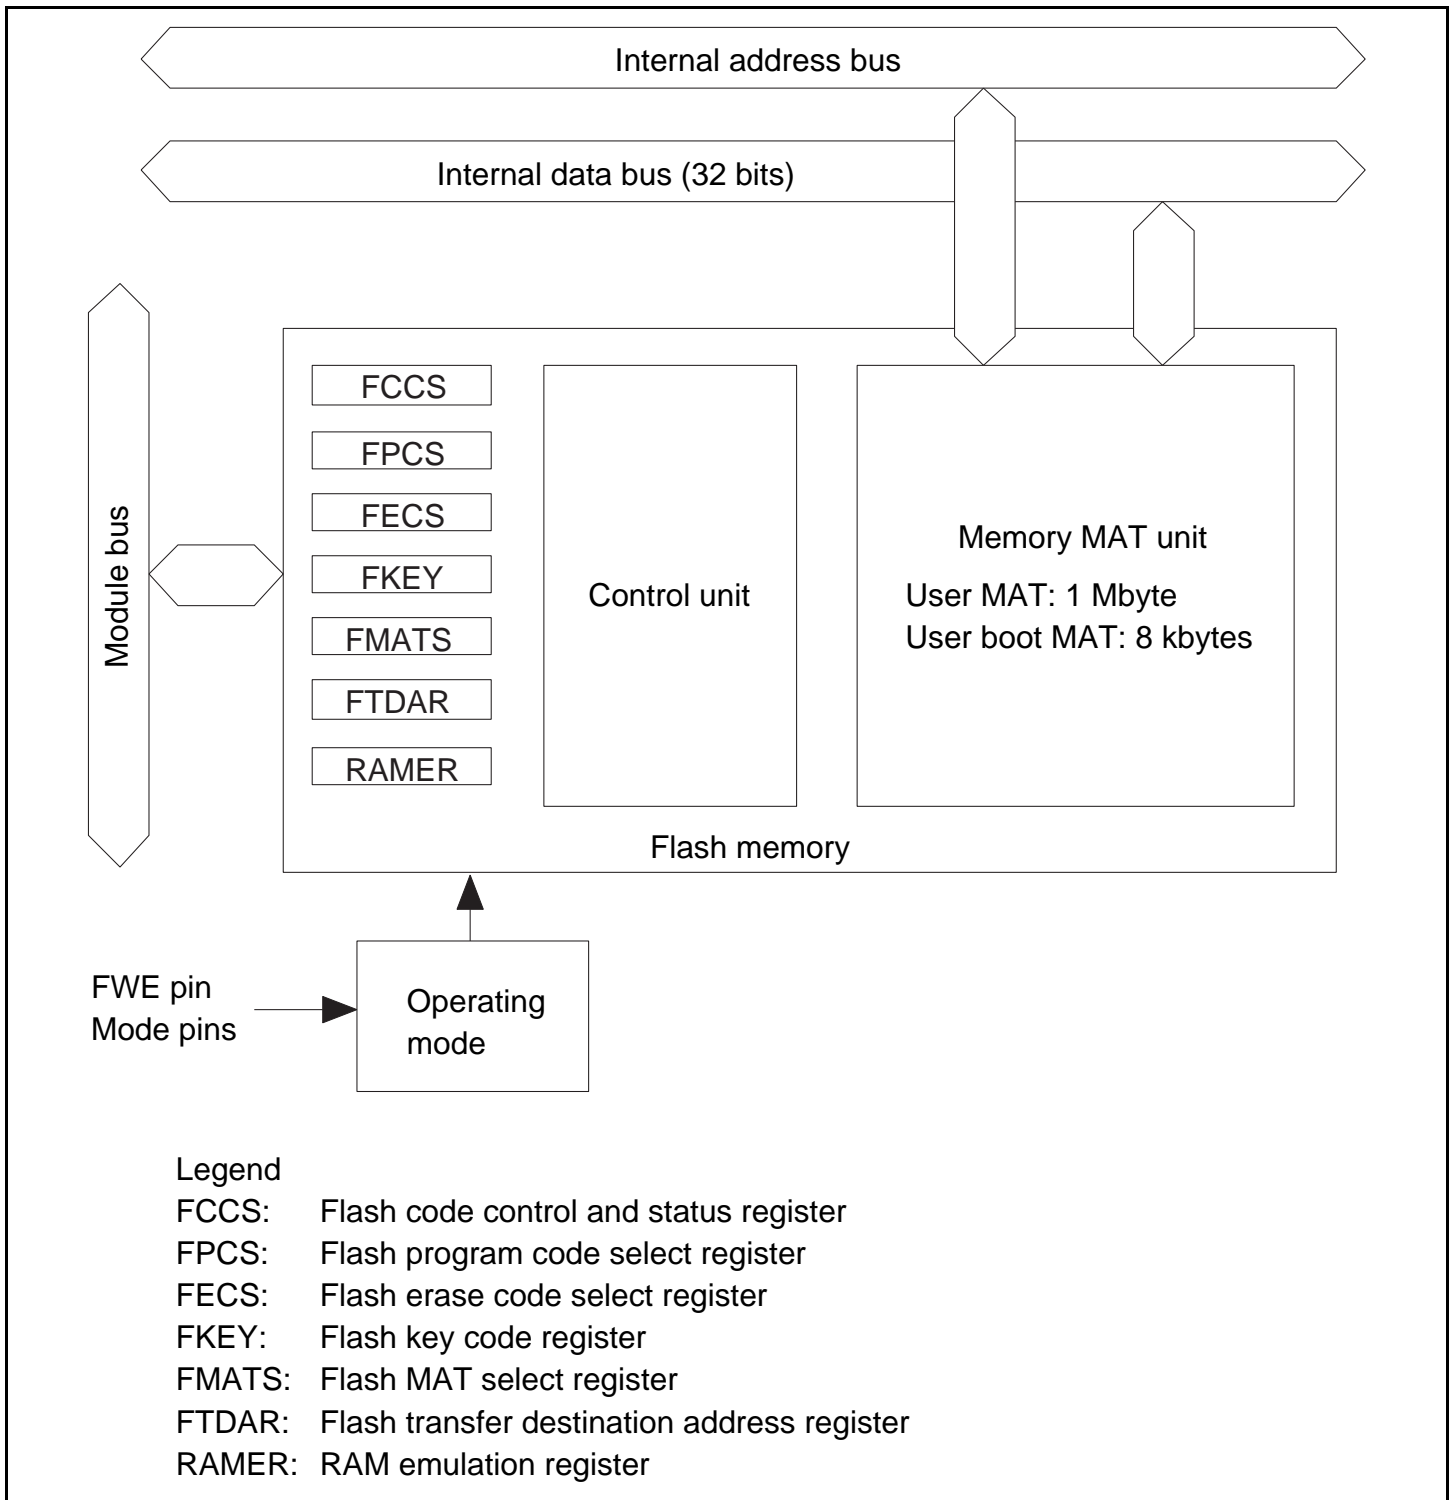 Internal address bus
Internal data bus (32 bits)
Module bus
FCCS
FPCS
FECS
FKEY
FMATS
FTDAR
RAMER
Control unit
Memory MAT unit
User MAT: 1 Mbyte
User boot MAT: 8 kbytes
Flash memory
FWE pin
Mode pins
Operating
mode
Legend
FCCS: Flash code control and status register
FPCS: Flash program code select register
FECS: Flash erase code select register
FKEY: Flash key code register
FMATS: Flash MAT select register
FTDAR: Flash transfer destination address register
RAMER: RAM emulation register